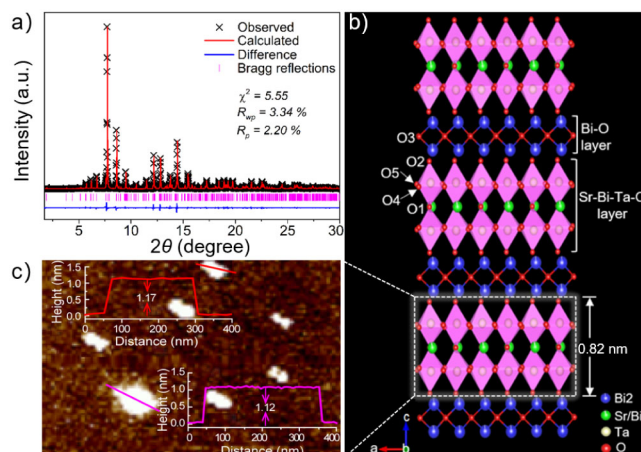 a)
Intensity (a.u.)
× Observed
Calculated
Difference
Bragg reflections
χ² = 5.55
Rwp = 3.34 %
Rp = 2.20 %
5 10 15 20 25 30
2θ (degree)
b)
Bi-O
layer
O3
O2
O5
O4
O1
Sr-Bi-Ta-O
layer
0.82 nm
Bi2
Sr/Bi
Ta
O
c
a
b
c)
Height (nm)
1.5
1.0
0.5
0.0
1.17
0 100 200 300 400
Distance (nm)
Height (nm)
1.5
1.0
0.5
0.0
1.12
0 100 200 300 400
Distance (nm)